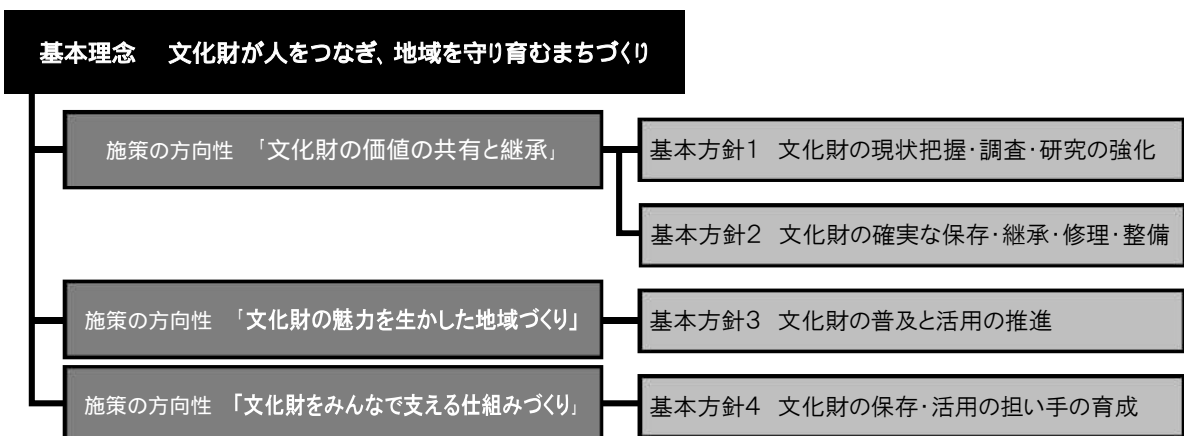 基本理念　文化財が人をつなぎ、地域を守り育むまちづくり
施策の方向性　「文化財の価値の共有と継承」
基本方針1　文化財の現状把握・調査・研究の強化
基本方針2　文化財の確実な保存・継承・修理・整備
施策の方向性　「文化財の魅力を生かした地域づくり」
基本方針3　文化財の普及と活用の推進
施策の方向性　「文化財をみんなで支える仕組みづくり」
基本方針4　文化財の保存・活用の担い手の育成